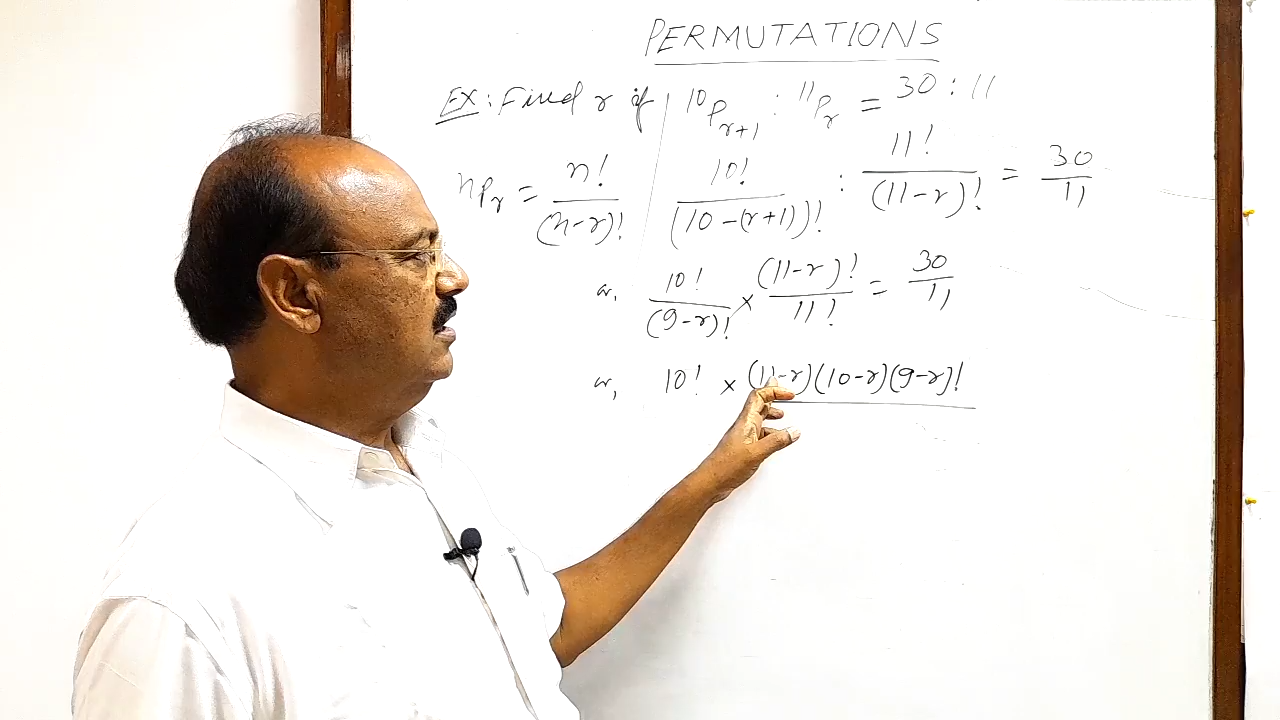 PERMUTATIONS
EX: Find r if ¹⁰P_{r+1} : ¹¹P_r = 30 : 11
nPr = n!/(n-r)! | 10!/(10-(r+1))! : 11!/(11-r)! = 30/11
or, 10!/(9-r)! × (11-r)!/11! = 30/11
or, 10! × (11-r)(10-r)(9-r)!